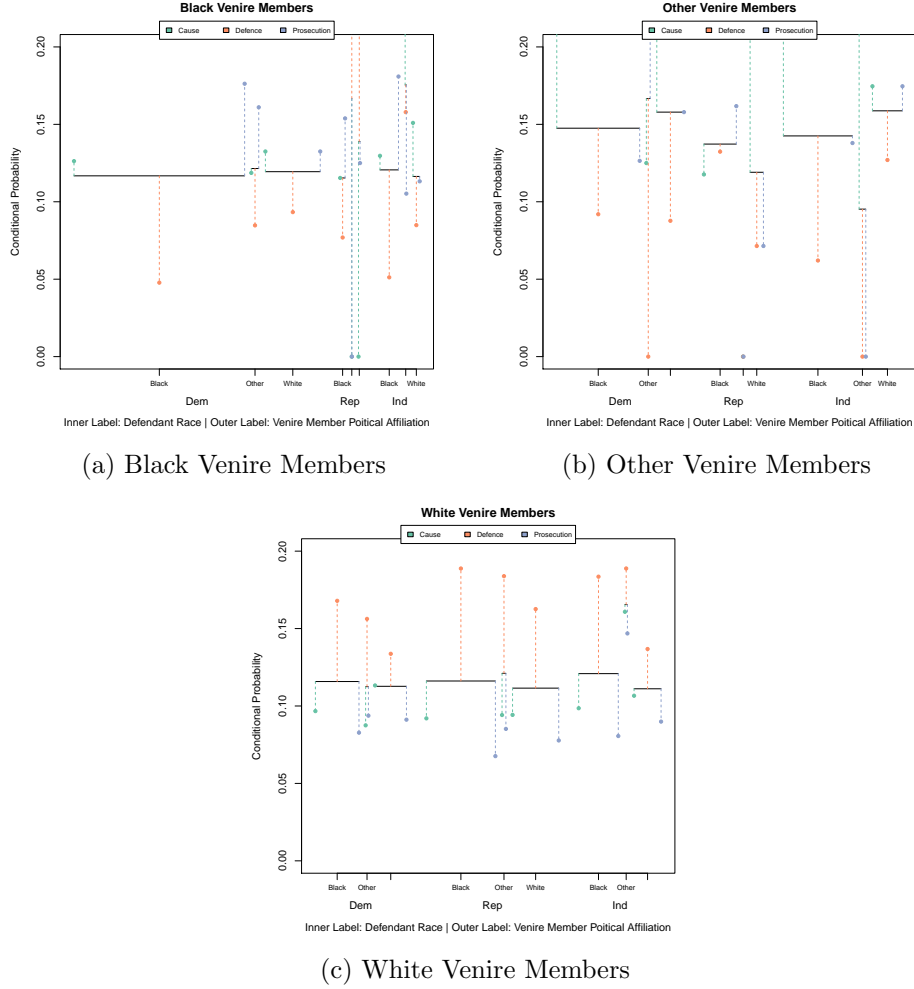 Black Venire Members
Cause Defence Prosecution
Conditional Probability
0.20
0.15
0.10
0.05
0.00
Black Other White Black Black White
Dem Rep Ind
Inner Label: Defendant Race | Outer Label: Venire Member Poitical Affiliation
(a) Black Venire Members
Other Venire Members
Cause Defence Prosecution
Conditional Probability
0.20
0.15
0.10
0.05
0.00
Black Other Black White Black Other White
Dem Rep Ind
Inner Label: Defendant Race | Outer Label: Venire Member Poitical Affiliation
(b) Other Venire Members
White Venire Members
Cause Defence Prosecution
Conditional Probability
0.20
0.15
0.10
0.05
0.00
Black Other Black Other White Black Other
Dem Rep Ind
Inner Label: Defendant Race | Outer Label: Venire Member Poitical Affiliation
(c) White Venire Members